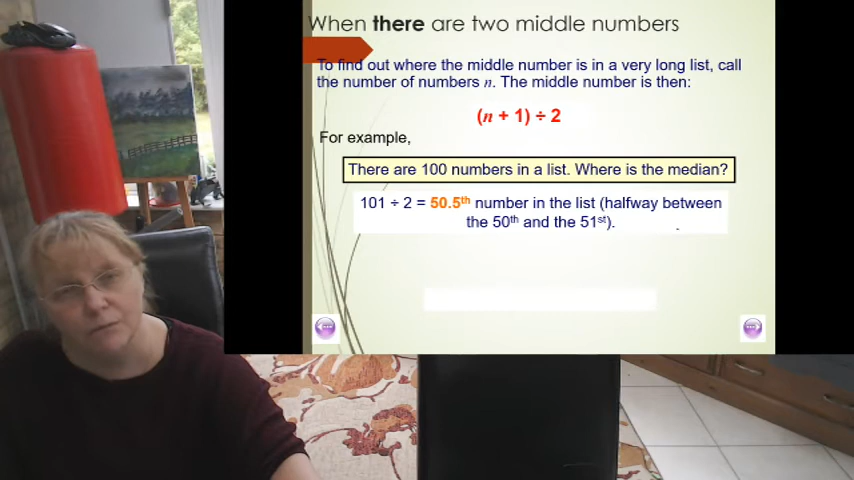 When there are two middle numbers
To find out where the middle number is in a very long list, call
the number of numbers n. The middle number is then:
(n + 1) ÷ 2
For example,
There are 100 numbers in a list. Where is the median?
101 ÷ 2 = 50.5th number in the list (halfway between
the 50th and the 51st).